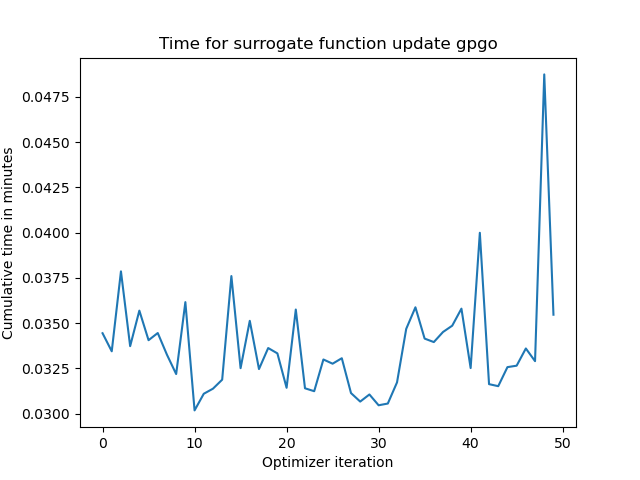 Time for surrogate function update gpgo
Cumulative time in minutes
0.0475
0.0450
0.0425
0.0400
0.0375
0.0350
0.0325
0.0300
0 10 20 30 40 50
Optimizer iteration